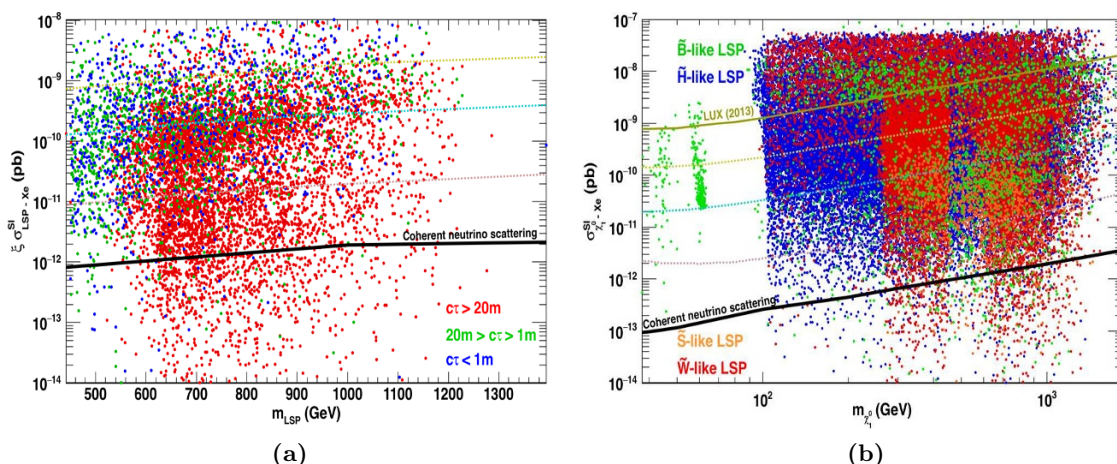 10⁻⁸
10⁻⁹
10⁻¹⁰
10⁻¹¹
10⁻¹²
10⁻¹³
10⁻¹⁴
ξ σ^SI_LSP - Xe (pb)
Coherent neutrino scattering
cτ > 20m
20m > cτ > 1m
cτ < 1m
500 600 700 800 900 1000 1100 1200 1300
m_LSP (GeV)
(a)
10⁻⁷
10⁻⁸
10⁻⁹
10⁻¹⁰
10⁻¹¹
10⁻¹²
10⁻¹³
10⁻¹⁴
σ^SI_χ̃⁰₁ - Xe (pb)
B̃-like LSP
H̃-like LSP
LUX (2013)
Coherent neutrino scattering
S̃-like LSP
W̃-like LSP
10² 10³
m_χ̃⁰₁ (GeV)
(b)